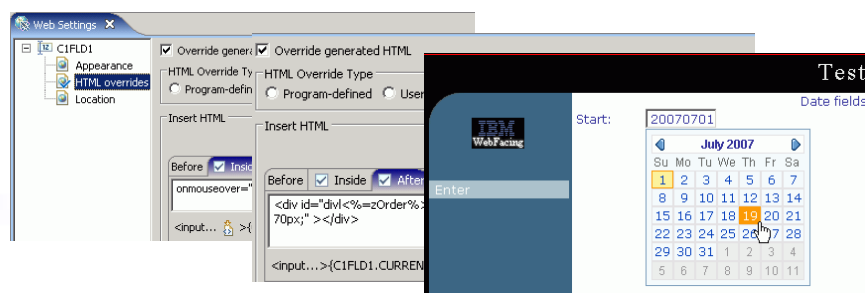 Web Settings
C1FLD1
Appearance
HTML overrides
Location
Override genera
HTML Override Ty
Program-defin
Insert HTML
Before Insid
onmouseover="
<input... >{
Override generated HTML
HTML Override Type
Program-defined User
Insert HTML
Before Inside After
<div id="divl<%=zOrder%>
70px;" ></div>
<input...>{C1FLD1.CURREN
Test
Date fields
IBM
WebFacing
Enter
Start: 20070701
July 2007
Su Mo Tu We Th Fr Sa
1 2 3 4 5 6 7
8 9 10 11 12 13 14
15 16 17 18 19 20 21
22 23 24 25 26 27 28
29 30 31 1 2 3 4
5 6 7 8 9 10 11